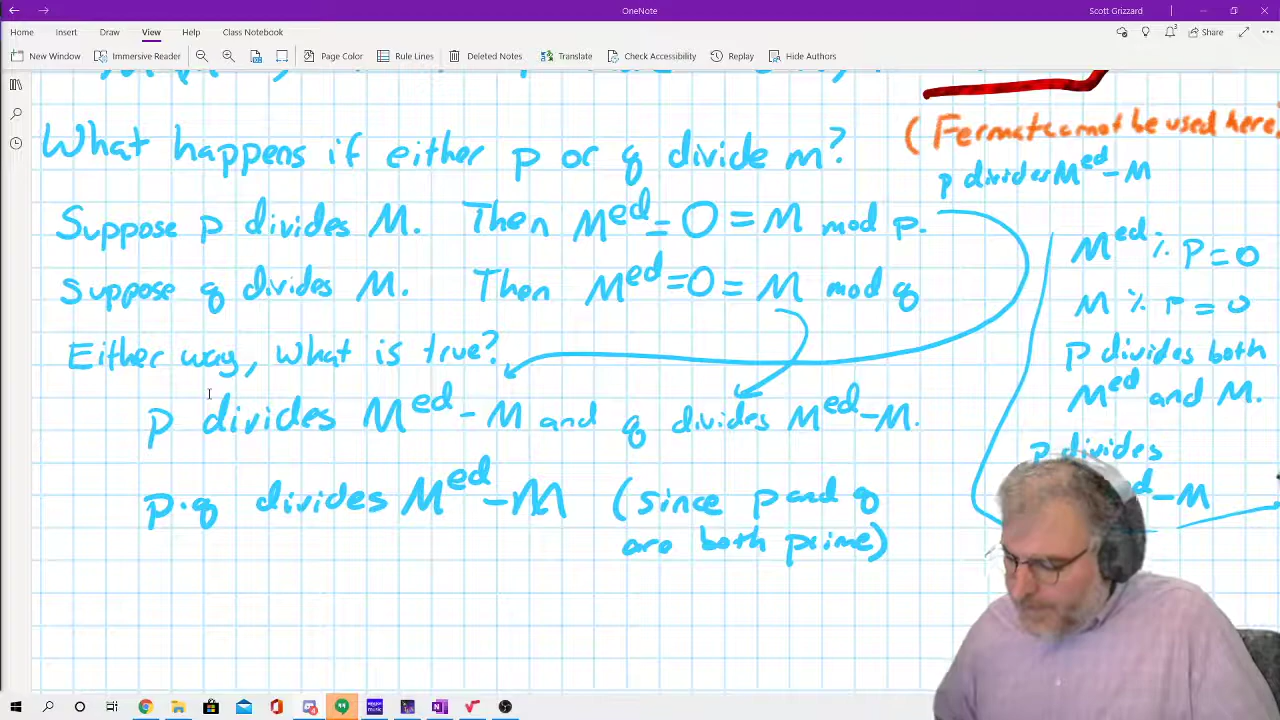 OneNote
Scott Grizzard
Home Insert Draw View Help Class Notebook
Share
New Window Immersive Reader Page Color Rule Lines Deleted Notes Translate Check Accessibility Replay Hide Authors
(Fermat cannot be used here
What happens if either p or q divide m?
p divides M^ed - M
Suppose p divides M. Then M^ed = 0 = M mod p.
M^ed % P = 0
Suppose q divides M. Then M^ed = 0 = M mod q
M % P = 0
Either way, what is true?
p divides both
M^ed and M.
p divides M^ed - M and q divides M^ed - M.
p divides
p·q divides M^ed - M (since p and q
are both prime)